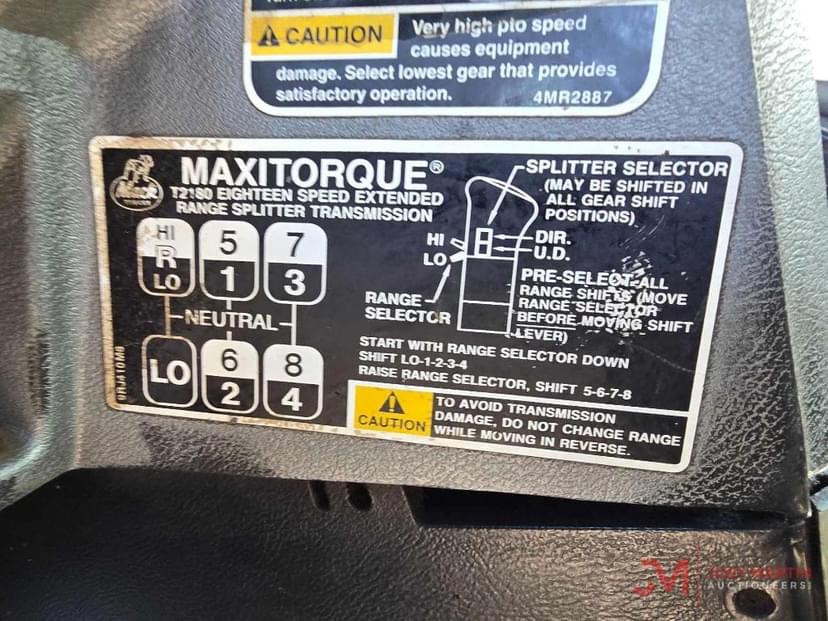 CAUTION
Very high pto speed
causes equipment
damage. Select lowest gear that provides
satisfactory operation.
4MR2887
Mack
MAXITORQUE®
T2180 EIGHTEEN SPEED EXTENDED
RANGE SPLITTER TRANSMISSION
SPLITTER SELECTOR
(MAY BE SHIFTED IN
ALL GEAR SHIFT
POSITIONS)
HI
R
LO
5
1
7
3
NEUTRAL
LO
6
2
8
4
HI
LO
DIR.
U.D.
RANGE
SELECTOR
PRE-SELECT ALL
RANGE SHIFTS (MOVE
RANGE SELECTOR
BEFORE MOVING SHIFT
LEVER)
START WITH RANGE SELECTOR DOWN
SHIFT LO-1-2-3-4
RAISE RANGE SELECTOR, SHIFT 5-6-7-8
CAUTION
TO AVOID TRANSMISSION
DAMAGE, DO NOT CHANGE RANGE
WHILE MOVING IN REVERSE.
AUCTIONEERS